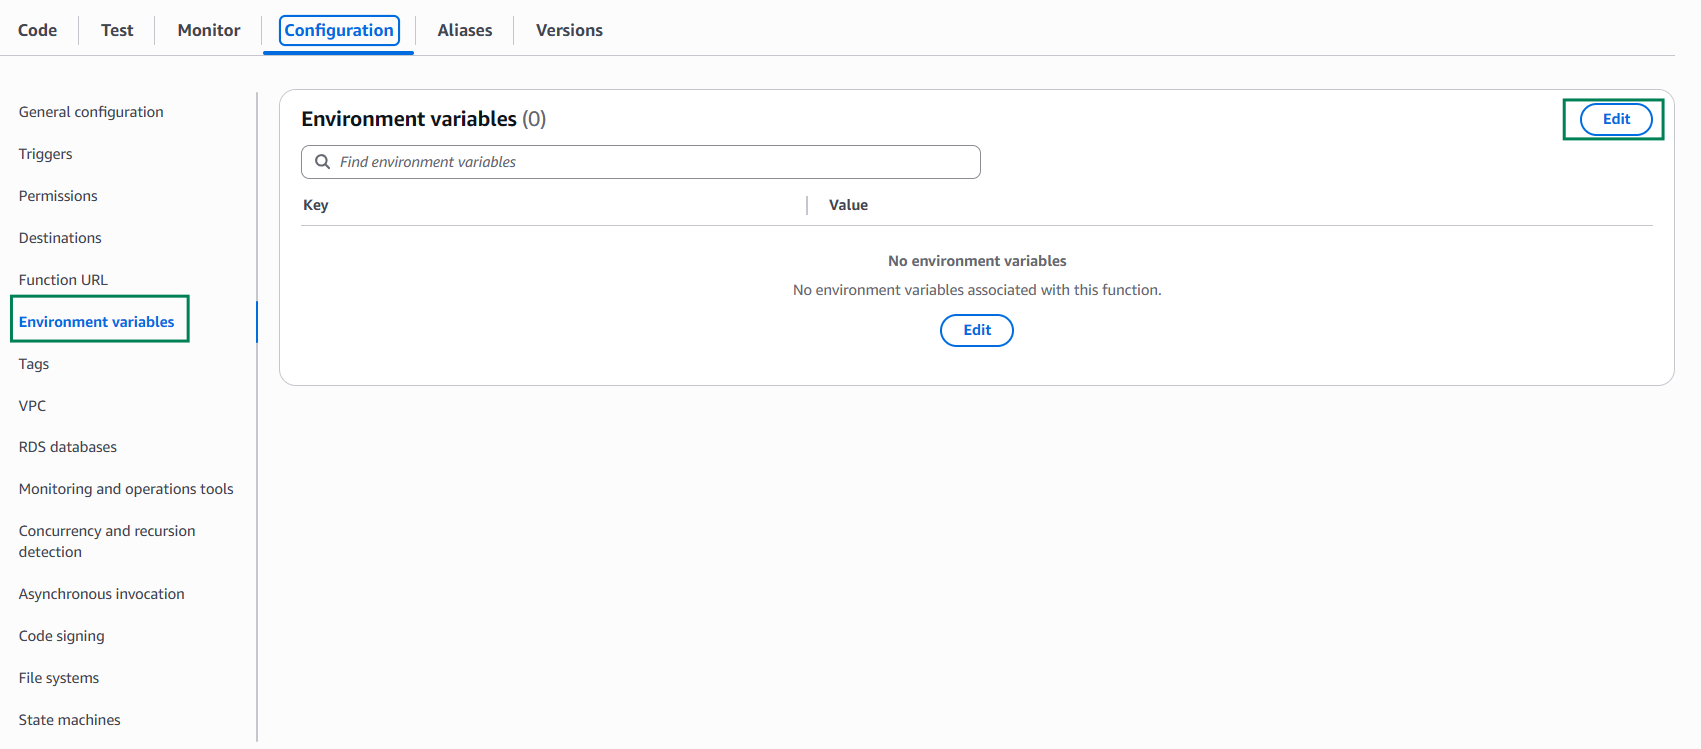 Code Test Monitor Configuration Aliases Versions
General configuration
Triggers
Permissions
Destinations
Function URL
Environment variables
Tags
VPC
RDS databases
Monitoring and operations tools
Concurrency and recursion
detection
Asynchronous invocation
Code signing
File systems
State machines
Environment variables (0)
Edit
Find environment variables
Key Value
No environment variables
No environment variables associated with this function.
Edit